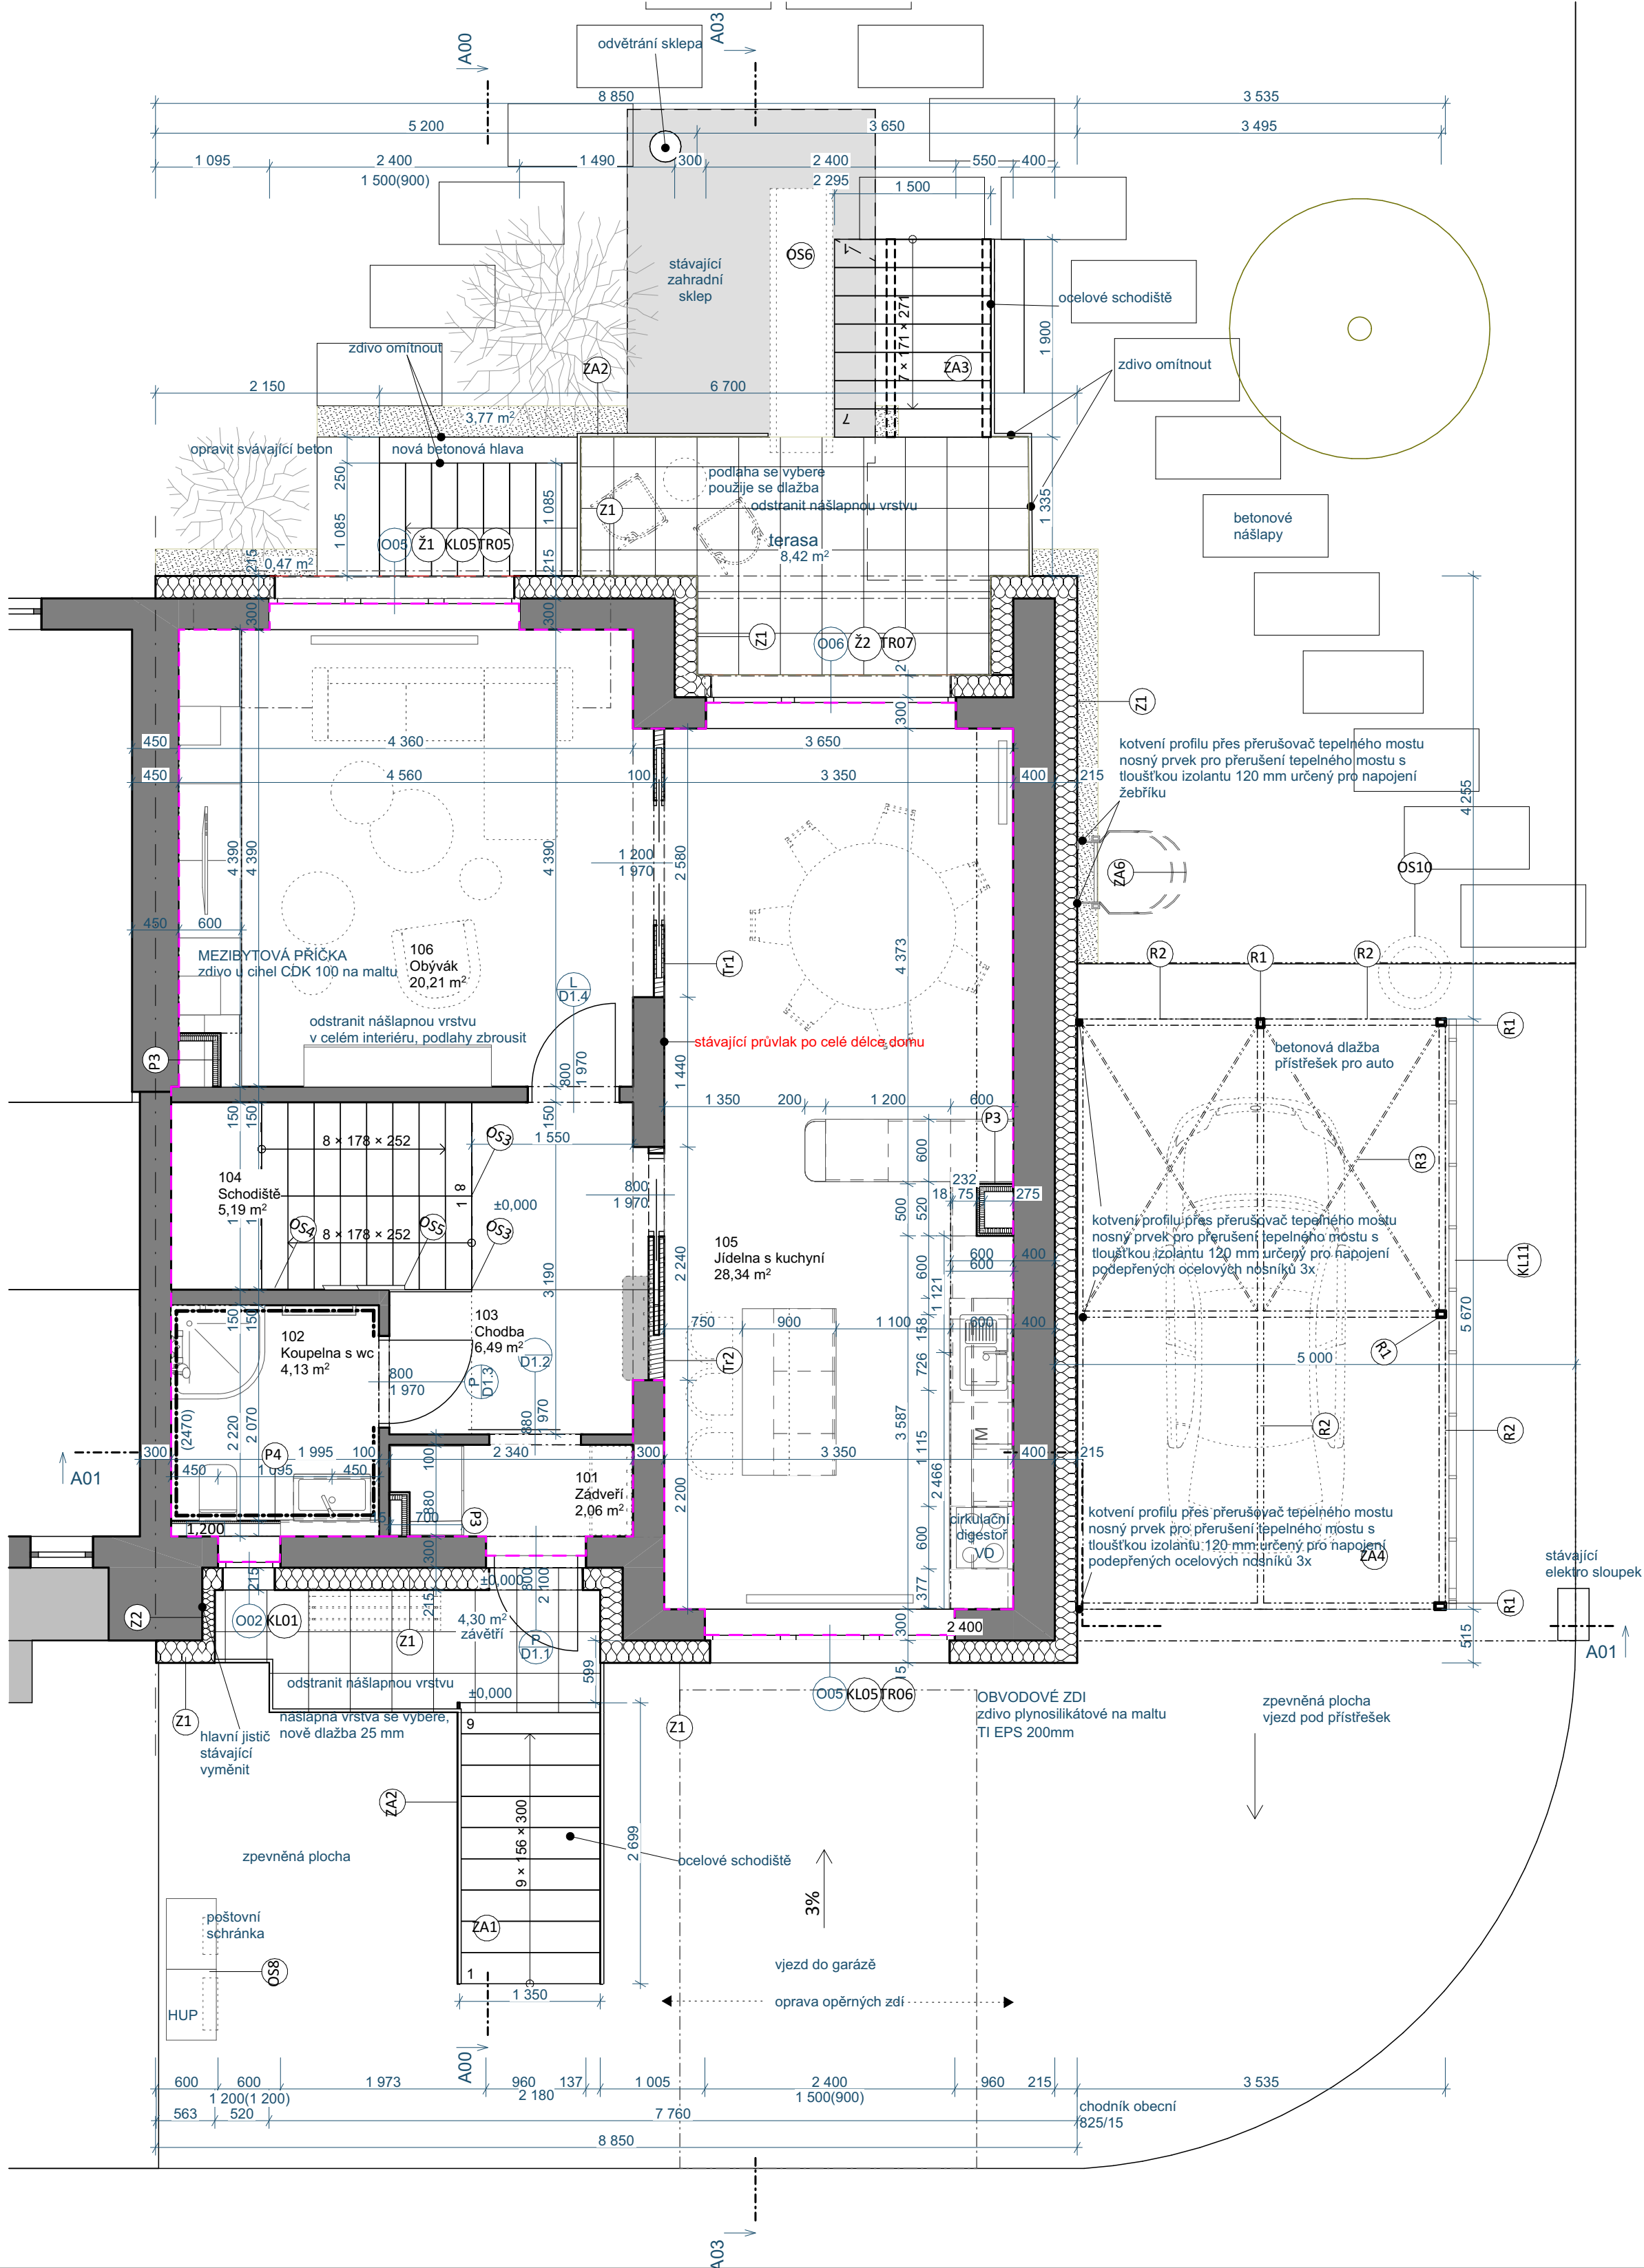 A00
A03
odvětrání sklepa
8 850
3 535
5 200
3 650
3 495
1 095
2 400
1 490
300
2 400
550
400
1 500(900)
2 295
1 500
OS6
stávající
zahradní
sklep
7 × 171 × 271
ocelové schodiště
1 900
zdivo omítnout
ZA2
ZA3
zdivo omítnout
2 150
6 700
3,77 m²
7
opravit svávající beton
nová betonová hlava
250
podlaha se vybere
použije se dlažba
odstranit nášlapnou vrstvu
1 085
1 085
1 335
Z1
betonové
nášlapy
O05
Ž1
KL05
TR05
terasa
8,42 m²
0,47 m²
215
215
300
300
Z1
O06
Ž2
TR07
300
Z1
450
4 360
3 650
kotvení profilu přes přerušovač tepelného mostu
nosný prvek pro přerušení tepelného mostu s
tloušťkou izolantu 120 mm určený pro napojení
žebříku
450
4 560
100
3 350
400
215
4 255
4 390
4 390
4 390
1 200
1 970
2 580
ZA6
OS10
450
600
MEZIBYTOVÁ PŘÍČKA
zdivo u cihel CDK 100 na maltu
106
Obývák
20,21 m²
Tr1
4 373
R2
R1
R2
L
D1.4
odstranit nášlapnou vrstvu
v celém interiéru, podlahy zbrousit
stávající průvlak po celé délce domu
R1
betonová dlažba
přístřešek pro auto
P3
800
1 970
1 440
1 350
200
1 200
600
P3
150
150
150
8 × 178 × 252
OS3
1 550
600
R3
104
Schodiště
5,19 m²
1 8
±0,000
800
1 970
232
18
75
275
500
520
OS4
8 × 178 × 252
OS5
OS3
105
Jídelna s kuchyní
28,34 m²
kotvení profilu přes přerušovač tepelného mostu
nosný prvek pro přerušení tepelného mostu s
tloušťkou izolantu 120 mm určený pro napojení
podepřených ocelových nosníků 3x
KL11
2 240
600
400
600
600
3190
1 121
150
150
102
Koupelna s wc
4,13 m²
103
Chodba
6,49 m²
750
900
1 100
158
600
400
5 670
D1.2
P
D1.3
Tr2
R1
5 000
800
1 970
726
(2470)
2 220
2 070
880
1 970
3 587
R2
R2
300
P4
1 995
100
2 340
300
3 350
1 115
M
400
215
A01
450
1 095
450
100
101
Zádveří
2,06 m²
2 200
2 466
1,200
880
700
P3
cirkulační
digestoř
VD
kotvení profilu přes přerušovač tepelného mostu
nosný prvek pro přerušení tepelného mostu s
tloušťkou izolantu 120 mm určený pro napojení
podepřených ocelových nosníků 3x
ZA4
300
600
stávající
elektro sloupek
±0,000
800
2 100
215
215
377
R1
Z2
O02
KL01
4,30 m²
závětří
300
2 400
Z1
P
D1.1
515
A01
599
odstranit nášlapnou vrstvu
±0,000
O05
KL05
TR06
OBVODOVÉ ZDI
zdivo plynosilikátové na maltu
TI EPS 200mm
zpevněná plocha
vjezd pod přístřešek
Z1
nášlapná vrstva se vybere,
nově dlažba 25 mm
9
Z1
hlavní jistič
stávající
vyměnit
ZA2
9 × 156 × 300
2 699
zpevněná plocha
ocelové schodiště
3%
poštovní
schránka
ZA1
OS8
1
vjezd do garáže
1 350
oprava opěrných zdí
HUP
A00
600
600
1 973
960
137
1 005
2 400
960
215
3 535
1 200(1 200)
2 180
1 500(900)
563
520
7 760
chodník obecní
825/15
8 850
A03